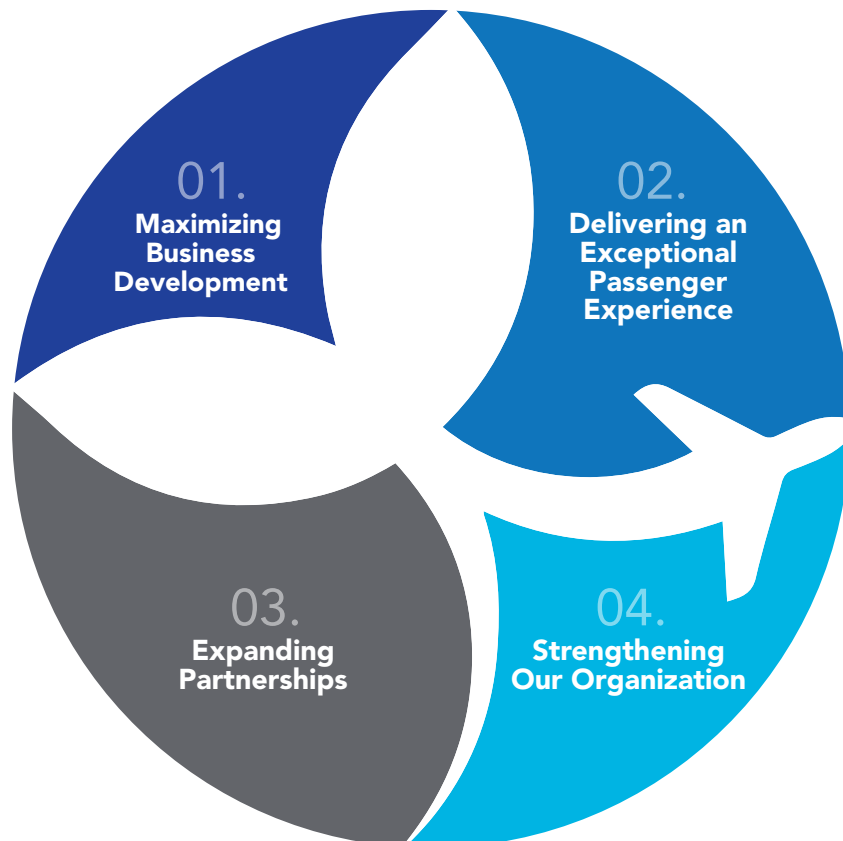 01.
Maximizing
Business
Development
02.
Delivering an
Exceptional
Passenger
Experience
03.
Expanding
Partnerships
04.
Strengthening
Our Organization